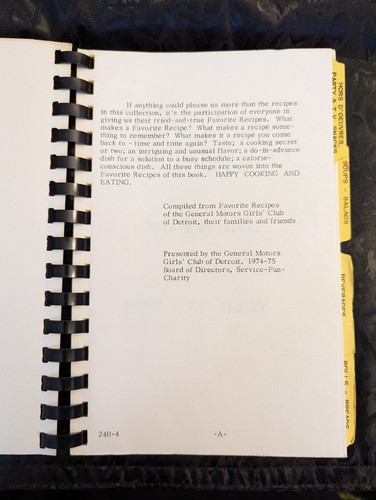 If anything could please us more than the recipes
in this collection, it's the participation of everyone in
giving us their tried-and-true Favorite Recipes. What
makes a Favorite Recipe? What makes a recipe some-
thing to remember? What makes it a recipe you come
back to - time and time again? Taste; a cooking secret
or two; an intriguing and unusual flavor; a do-in-advance
dish for a solution to a busy schedule; a calorie-
conscious dish. All these things are woven into the
Favorite Recipes of this book. HAPPY COOKING AND
EATING.
Compiled from Favorite Recipes
of the General Motors Girls' Club
of Detroit, their families and friends
Presented by the General Motors
Girls' Club of Detroit, 1974-75
Board of Directors, Service-Fun-
Charity
240-4
-A-
HORS D'OEUVRES,
PARTY & T.V. SNACKS
SOUPS - SALADS
BEVERAGES
ROLLS - BREADS